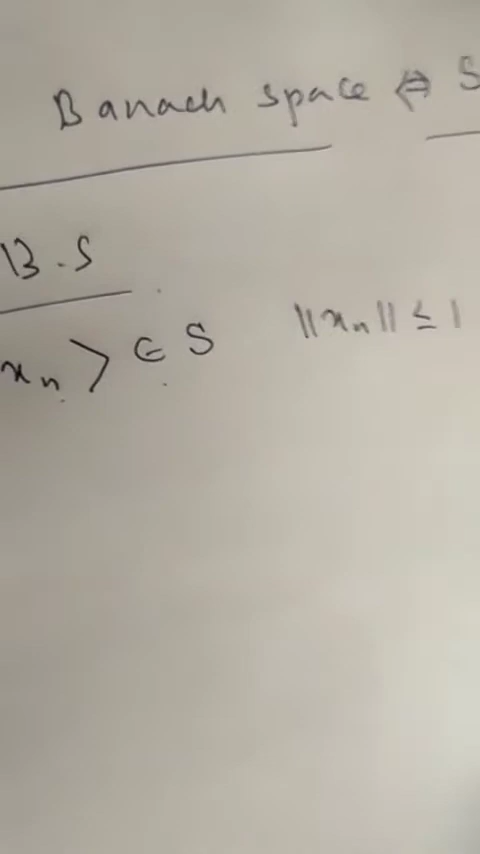 Banach space ⇔ S
B.S
xn > ∈ S ||xn|| ≤ 1